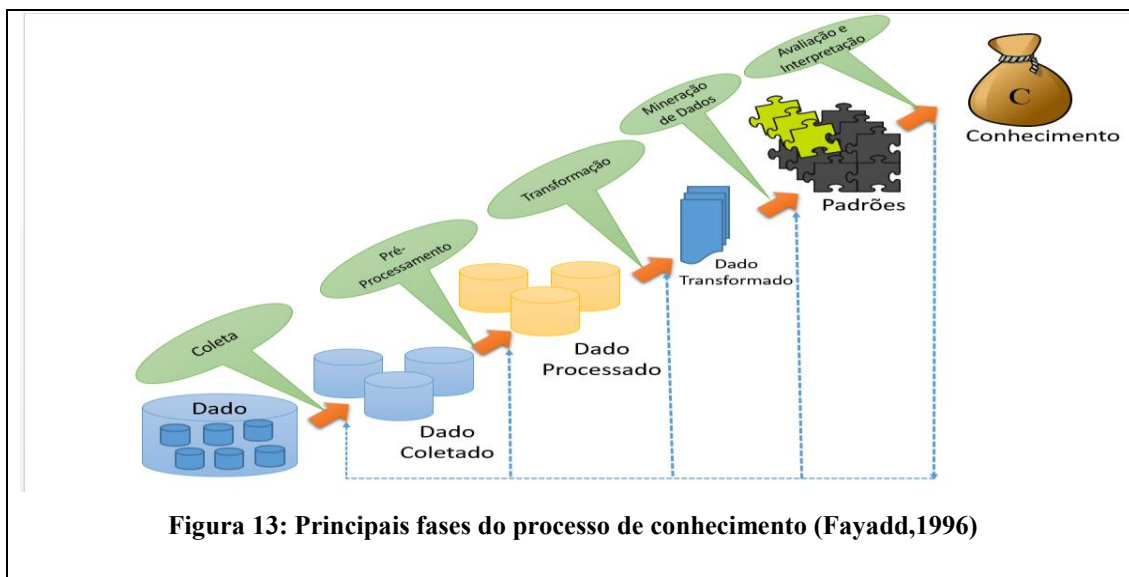 Avaliação e
Interpretação
C
Conhecimento
Mineração
de Dados
Padrões
Transformação
Dado
Transformado
Pré-
Processamento
Dado
Processado
Coleta
Dado
Dado
Coletado
Figura 13: Principais fases do processo de conhecimento (Fayadd,1996)